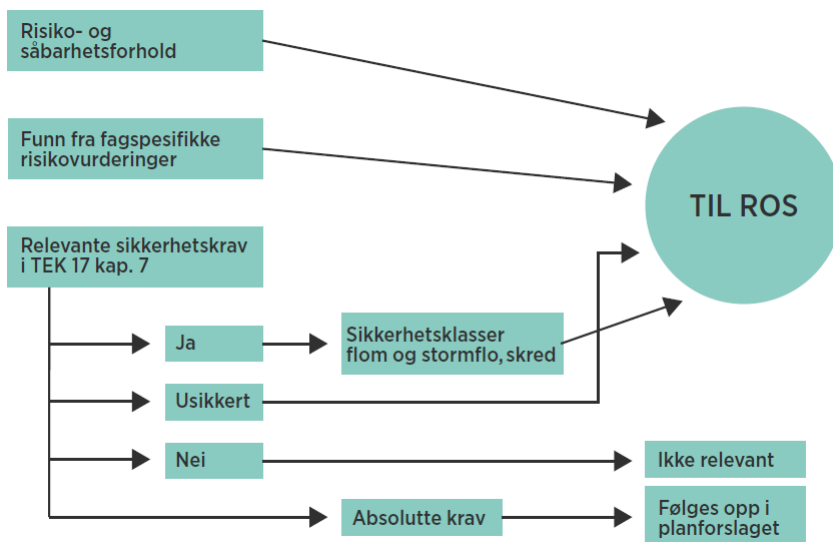 Risiko- og
såbarhetsforhold
Funn fra fagspesifikke
risikovurderinger
TIL ROS
Relevante sikkerhetskrav
i TEK 17 kap. 7
Ja
Sikkerhetsklasser
flom og stormflo, skred
Usikkert
Nei
Ikke relevant
Absolutte krav
Følges opp i
planforslaget